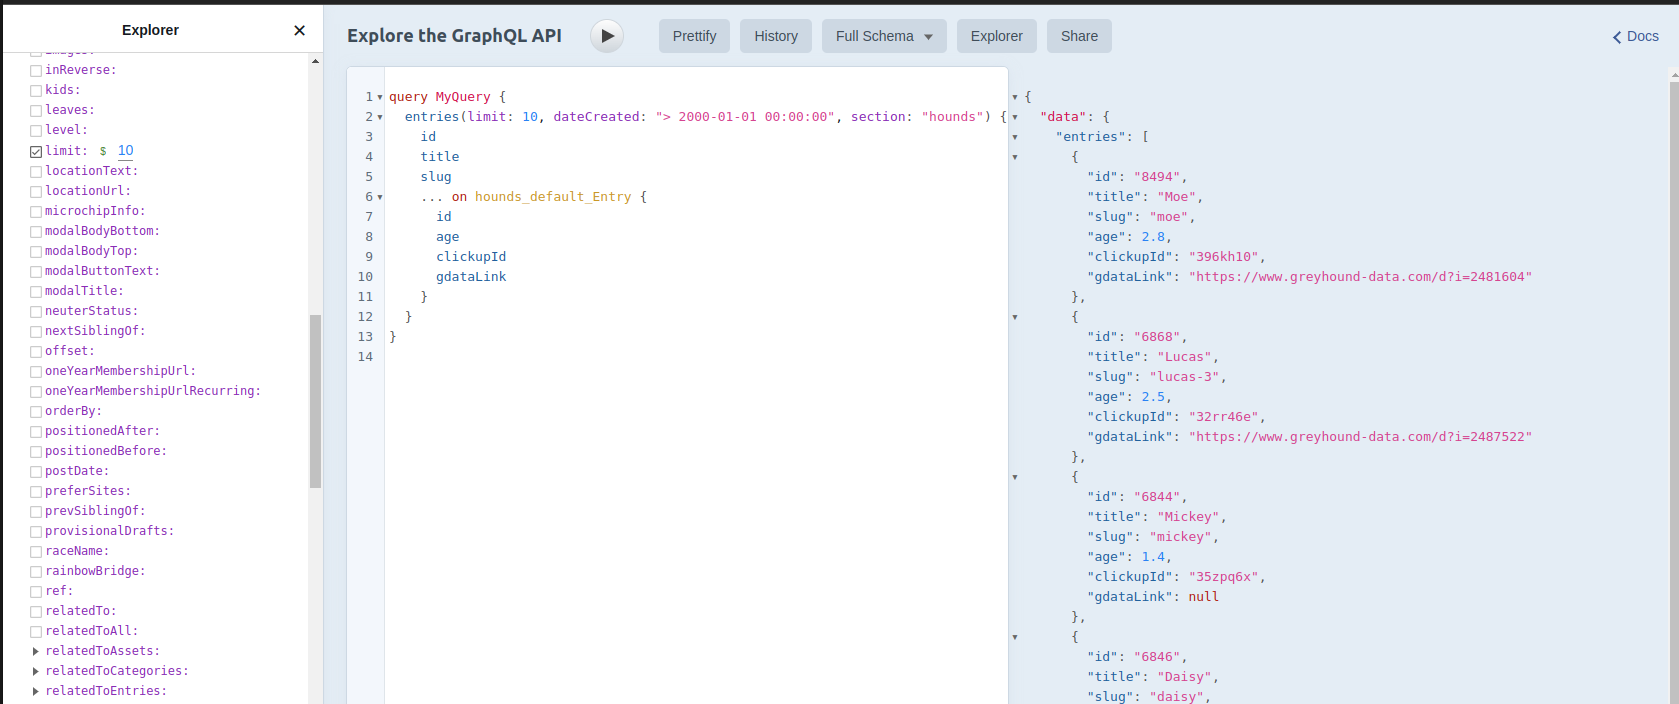 Explorer ✕
inReverse:
kids:
leaves:
level:
limit: $ 10
locationText:
locationUrl:
microchipInfo:
modalBodyBottom:
modalBodyTop:
modalButtonText:
modalTitle:
neuterStatus:
nextSiblingOf:
offset:
oneYearMembershipUrl:
oneYearMembershipUrlRecurring:
orderBy:
positionedAfter:
positionedBefore:
postDate:
preferSites:
prevSiblingOf:
provisionalDrafts:
raceName:
rainbowBridge:
ref:
relatedTo:
relatedToAll:
relatedToAssets:
relatedToCategories:
relatedToEntries:
Explore the GraphQL API Prettify History Full Schema Explorer Share Docs
1 query MyQuery {
2 entries(limit: 10, dateCreated: "> 2000-01-01 00:00:00", section: "hounds") {
3 id
4 title
5 slug
6 ... on hounds_default_Entry {
7 id
8 age
9 clickupId
10 gdataLink
11 }
12 }
13 }
14
{
"data": {
"entries": [
{
"id": "8494",
"title": "Moe",
"slug": "moe",
"age": 2.8,
"clickupId": "396kh10",
"gdataLink": "https://www.greyhound-data.com/d?i=2481604"
},
{
"id": "6868",
"title": "Lucas",
"slug": "lucas-3",
"age": 2.5,
"clickupId": "32rr46e",
"gdataLink": "https://www.greyhound-data.com/d?i=2487522"
},
{
"id": "6844",
"title": "Mickey",
"slug": "mickey",
"age": 1.4,
"clickupId": "35zpq6x",
"gdataLink": null
},
{
"id": "6846",
"title": "Daisy",
"slug": "daisy",